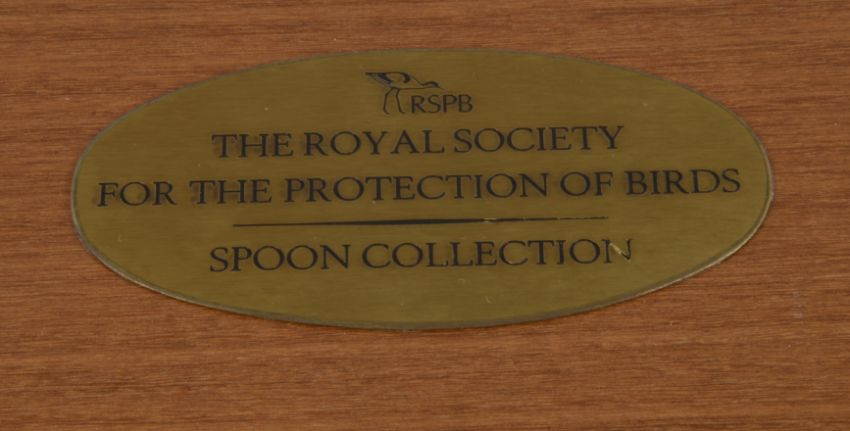 RSPB
THE ROYAL SOCIETY
FOR THE PROTECTION OF BIRDS
SPOON COLLECTION